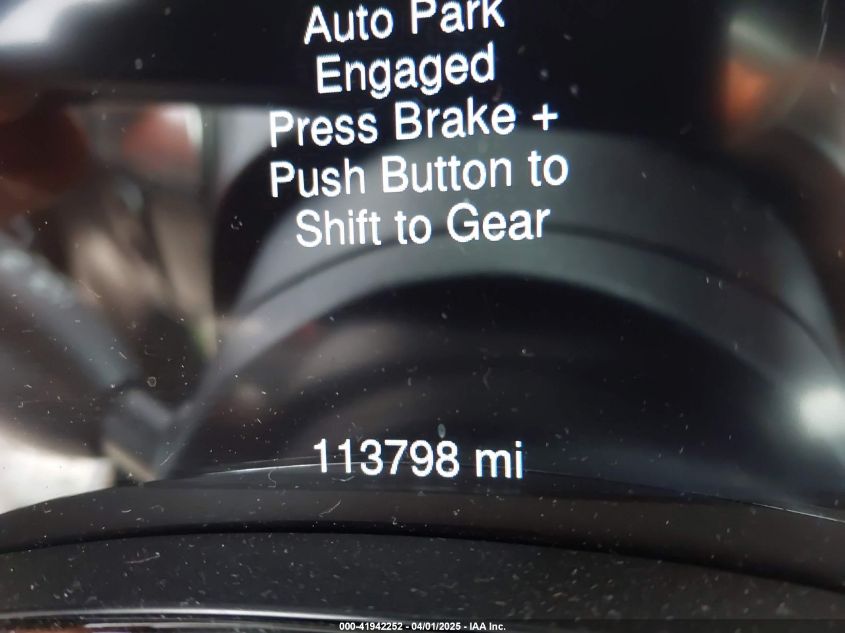 Auto Park
Engaged
Press Brake +
Push Button to
Shift to Gear
113798 mi
000-41942252 - 04/01/2025 - IAA Inc.